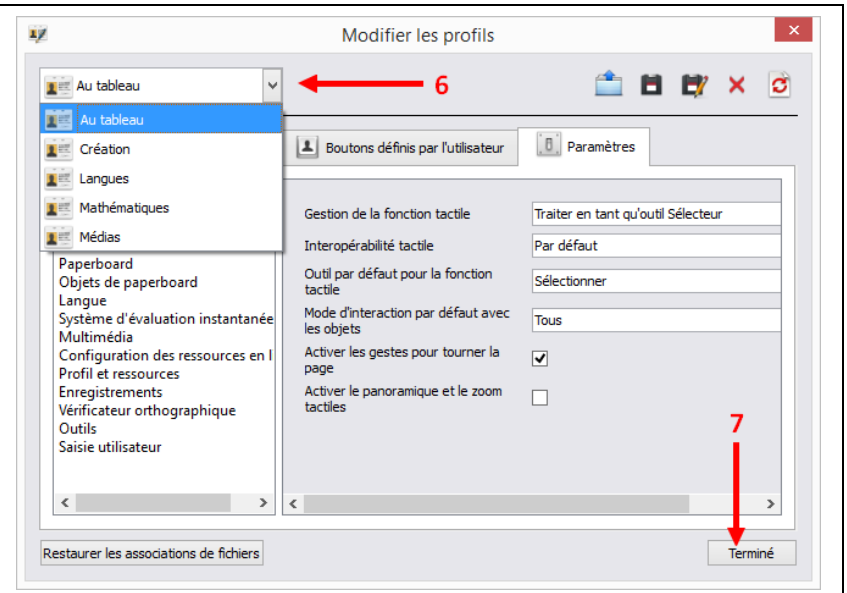 Modifier les profils
Au tableau
6
Au tableau
Création
Langues
Mathématiques
Médias
Boutons définis par l'utilisateur
Paramètres
Paperboard
Objets de paperboard
Langue
Système d'évaluation instantanée
Multimédia
Configuration des ressources en l
Profil et ressources
Enregistrements
Vérificateur orthographique
Outils
Saisie utilisateur
Gestion de la fonction tactile
Traiter en tant qu'outil Sélecteur
Interopérabilité tactile
Par défaut
Outil par défaut pour la fonction
tactile
Sélectionner
Mode d'interaction par défaut avec
les objets
Tous
Activer les gestes pour tourner la
page
Activer le panoramique et le zoom
tactiles
7
Restaurer les associations de fichiers
Terminé